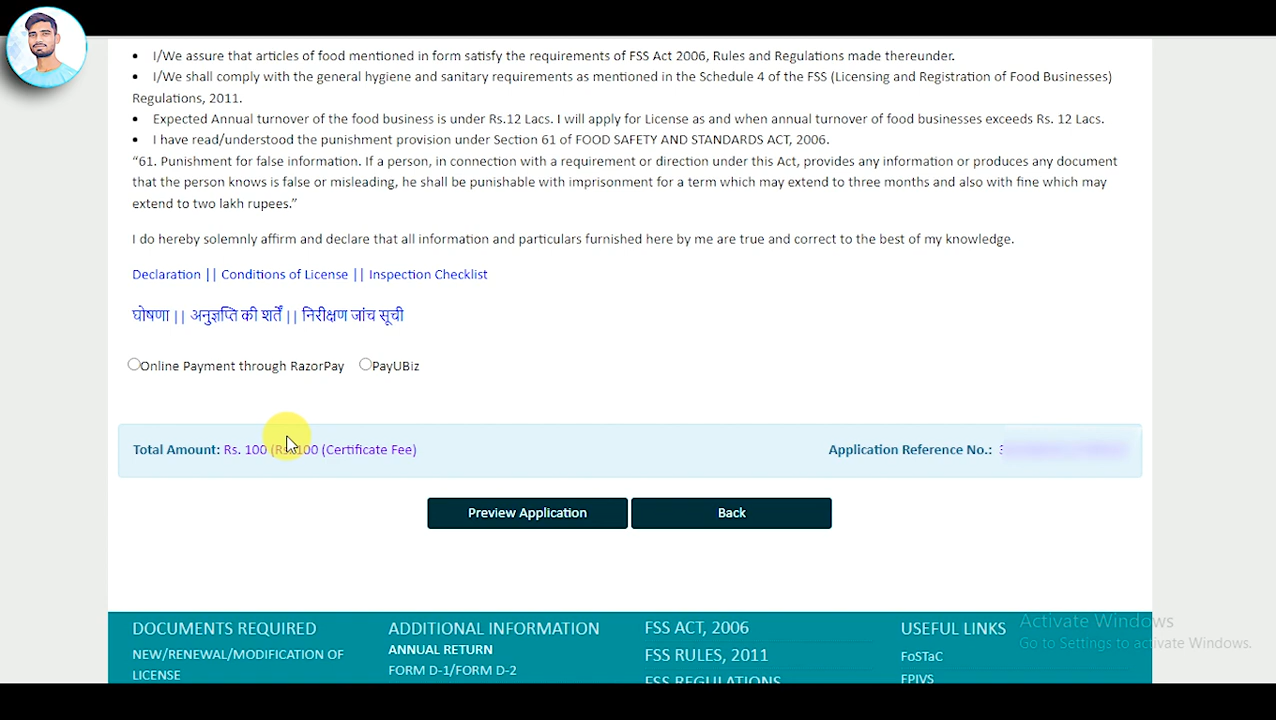 • I/We assure that articles of food mentioned in form satisfy the requirements of FSS Act 2006, Rules and Regulations made thereunder.
• I/We shall comply with the general hygiene and sanitary requirements as mentioned in the Schedule 4 of the FSS (Licensing and Registration of Food Businesses)
Regulations, 2011.
• Expected Annual turnover of the food business is under Rs.12 Lacs. I will apply for License as and when annual turnover of food businesses exceeds Rs. 12 Lacs.
• I have read/understood the punishment provision under Section 61 of FOOD SAFETY AND STANDARDS ACT, 2006.
“61. Punishment for false information. If a person, in connection with a requirement or direction under this Act, provides any information or produces any document
that the person knows is false or misleading, he shall be punishable with imprisonment for a term which may extend to three months and also with fine which may
extend to two lakh rupees.”
I do hereby solemnly affirm and declare that all information and particulars furnished here by me are true and correct to the best of my knowledge.
Declaration || Conditions of License || Inspection Checklist
घोषणा || अनुज्ञप्ति की शर्तें || निरीक्षण जांच सूची
Online Payment through RazorPay PayUBiz
Total Amount: Rs. 100 (Rs. 100 (Certificate Fee) Application Reference No.: 3
Preview Application Back
DOCUMENTS REQUIRED ADDITIONAL INFORMATION FSS ACT, 2006 USEFUL LINKS
Activate Windows
Go to Settings to activate Windows.
NEW/RENEWAL/MODIFICATION OF ANNUAL RETURN FSS RULES, 2011 FoSTaC
LICENSE FORM D-1/FORM D-2 FSS REGULATIONS FPIVS